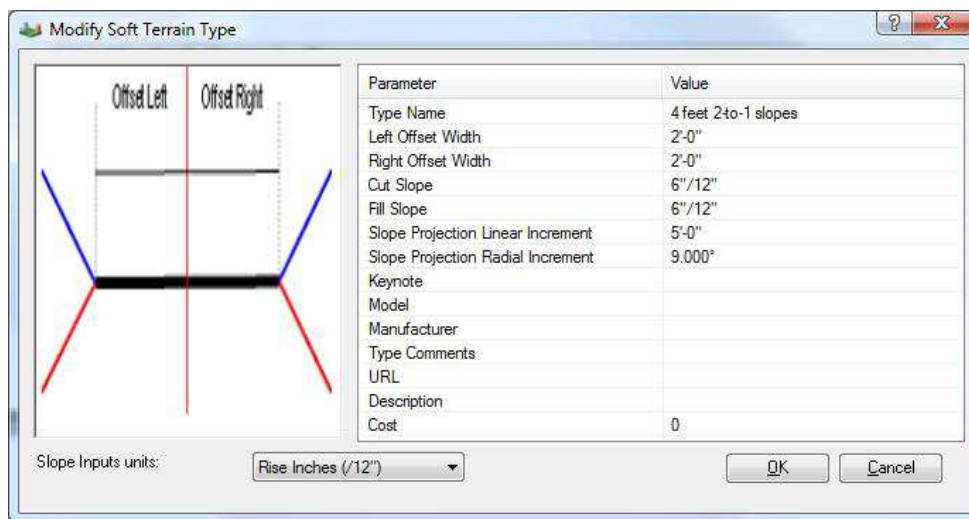 Modify Soft Terrain Type
?
X
Offset Left Offset Right
Parameter Value
Type Name 4 feet 2-to-1 slopes
Left Offset Width 2'-0"
Right Offset Width 2'-0"
Cut Slope 6"/12"
Fill Slope 6"/12"
Slope Projection Linear Increment 5'-0"
Slope Projection Radial Increment 9.000°
Keynote
Model
Manufacturer
Type Comments
URL
Description
Cost 0
Slope Inputs units: Rise Inches (/12") OK Cancel